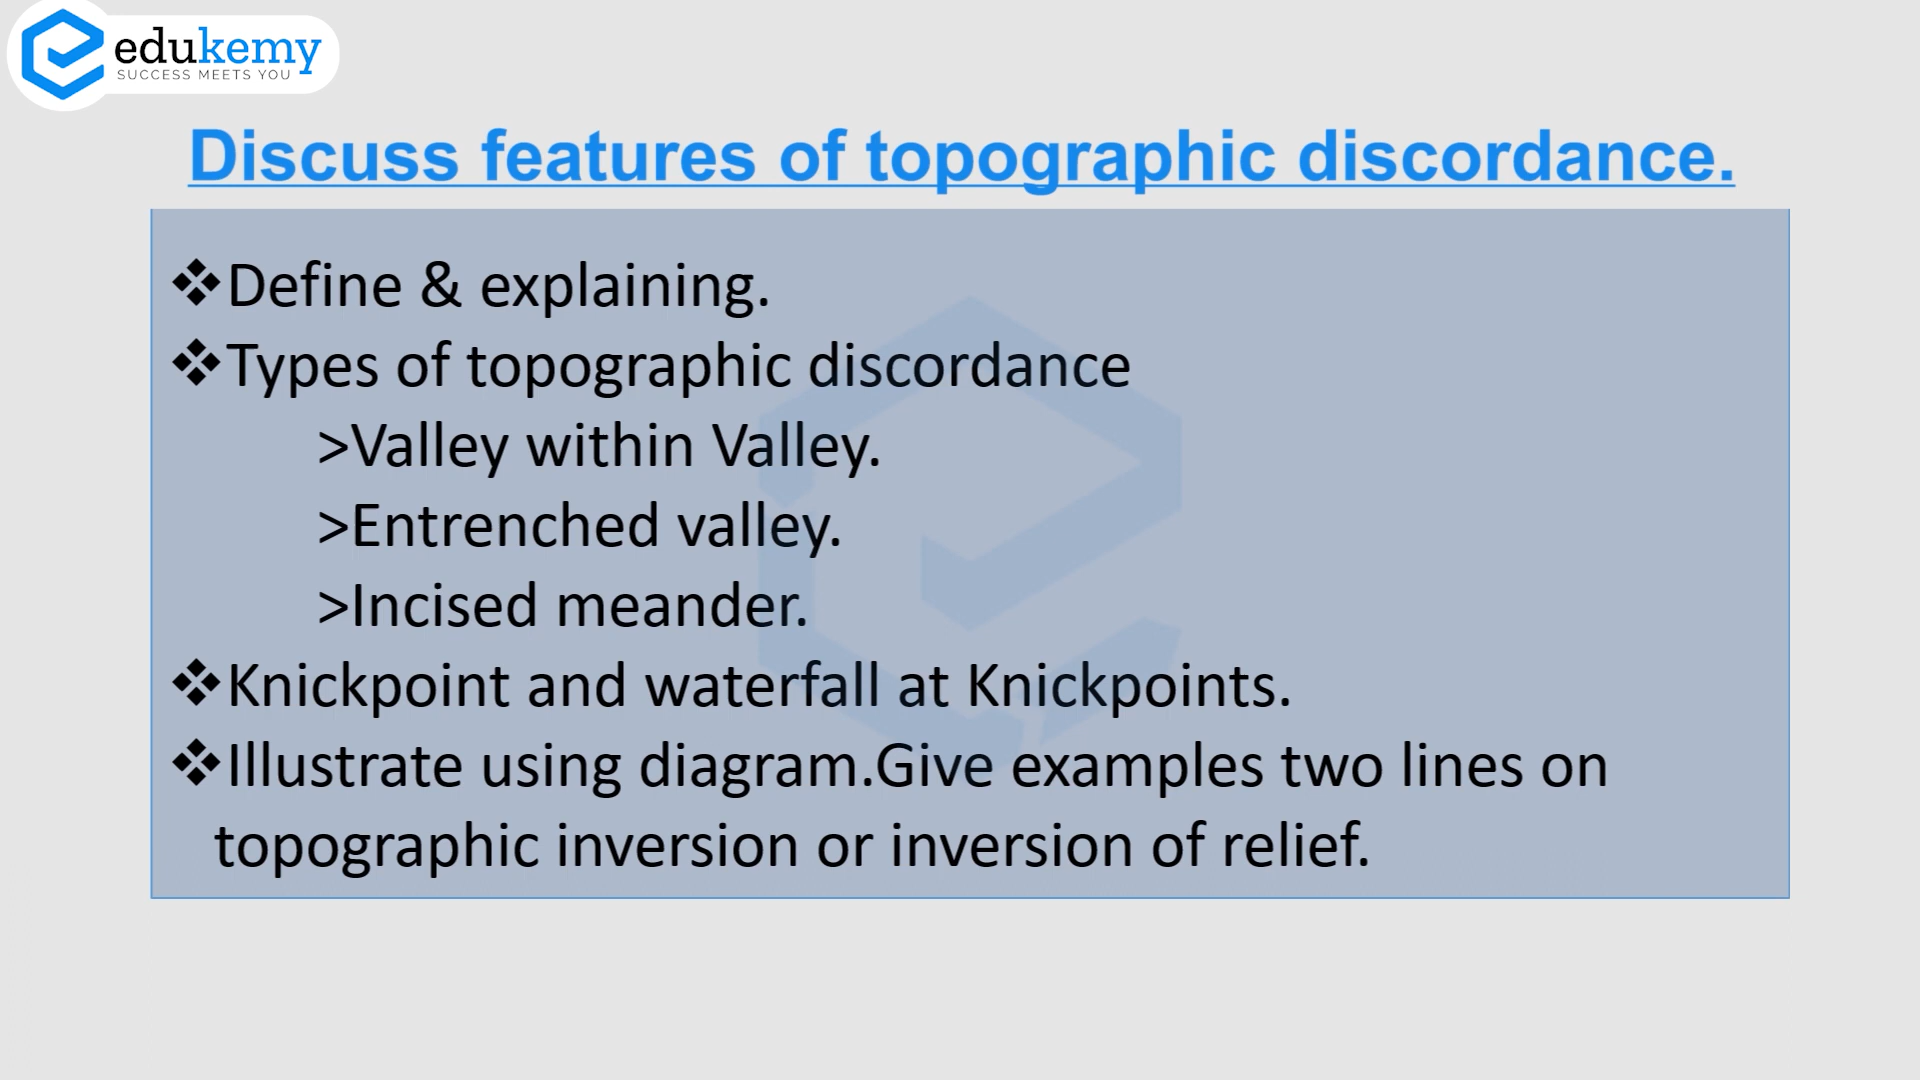 edukemy
SUCCESS MEETS YOU
Discuss features of topographic discordance.
❖Define & explaining.
❖Types of topographic discordance
>Valley within Valley.
>Entrenched valley.
>Incised meander.
❖Knickpoint and waterfall at Knickpoints.
❖Illustrate using diagram.Give examples two lines on
topographic inversion or inversion of relief.